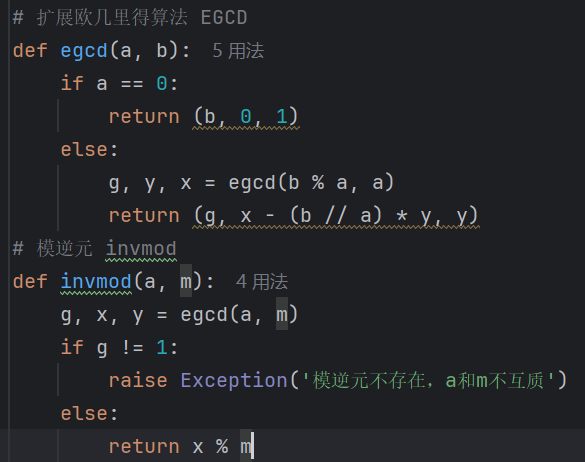 # 扩展欧几里得算法 EGCD
def egcd(a, b): 5 用法
    if a == 0:
        return (b, 0, 1)
    else:
        g, y, x = egcd(b % a, a)
        return (g, x - (b // a) * y, y)
# 模逆元 invmod
def invmod(a, m): 4 用法
    g, x, y = egcd(a, m)
    if g != 1:
        raise Exception('模逆元不存在，a和m不互质')
    else:
        return x % m